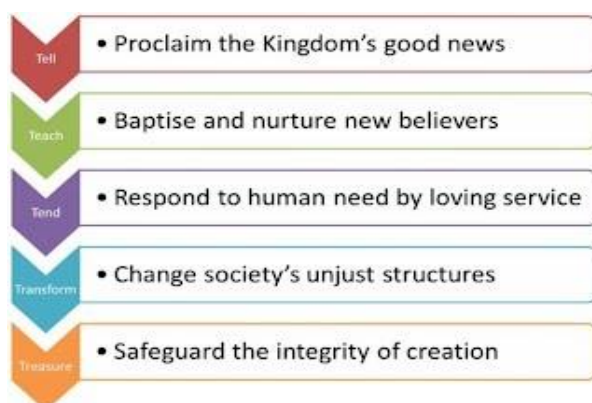 Tell
• Proclaim the Kingdom's good news
Teach
• Baptise and nurture new believers
Tend
• Respond to human need by loving service
Transform
• Change society's unjust structures
Treasure
• Safeguard the integrity of creation